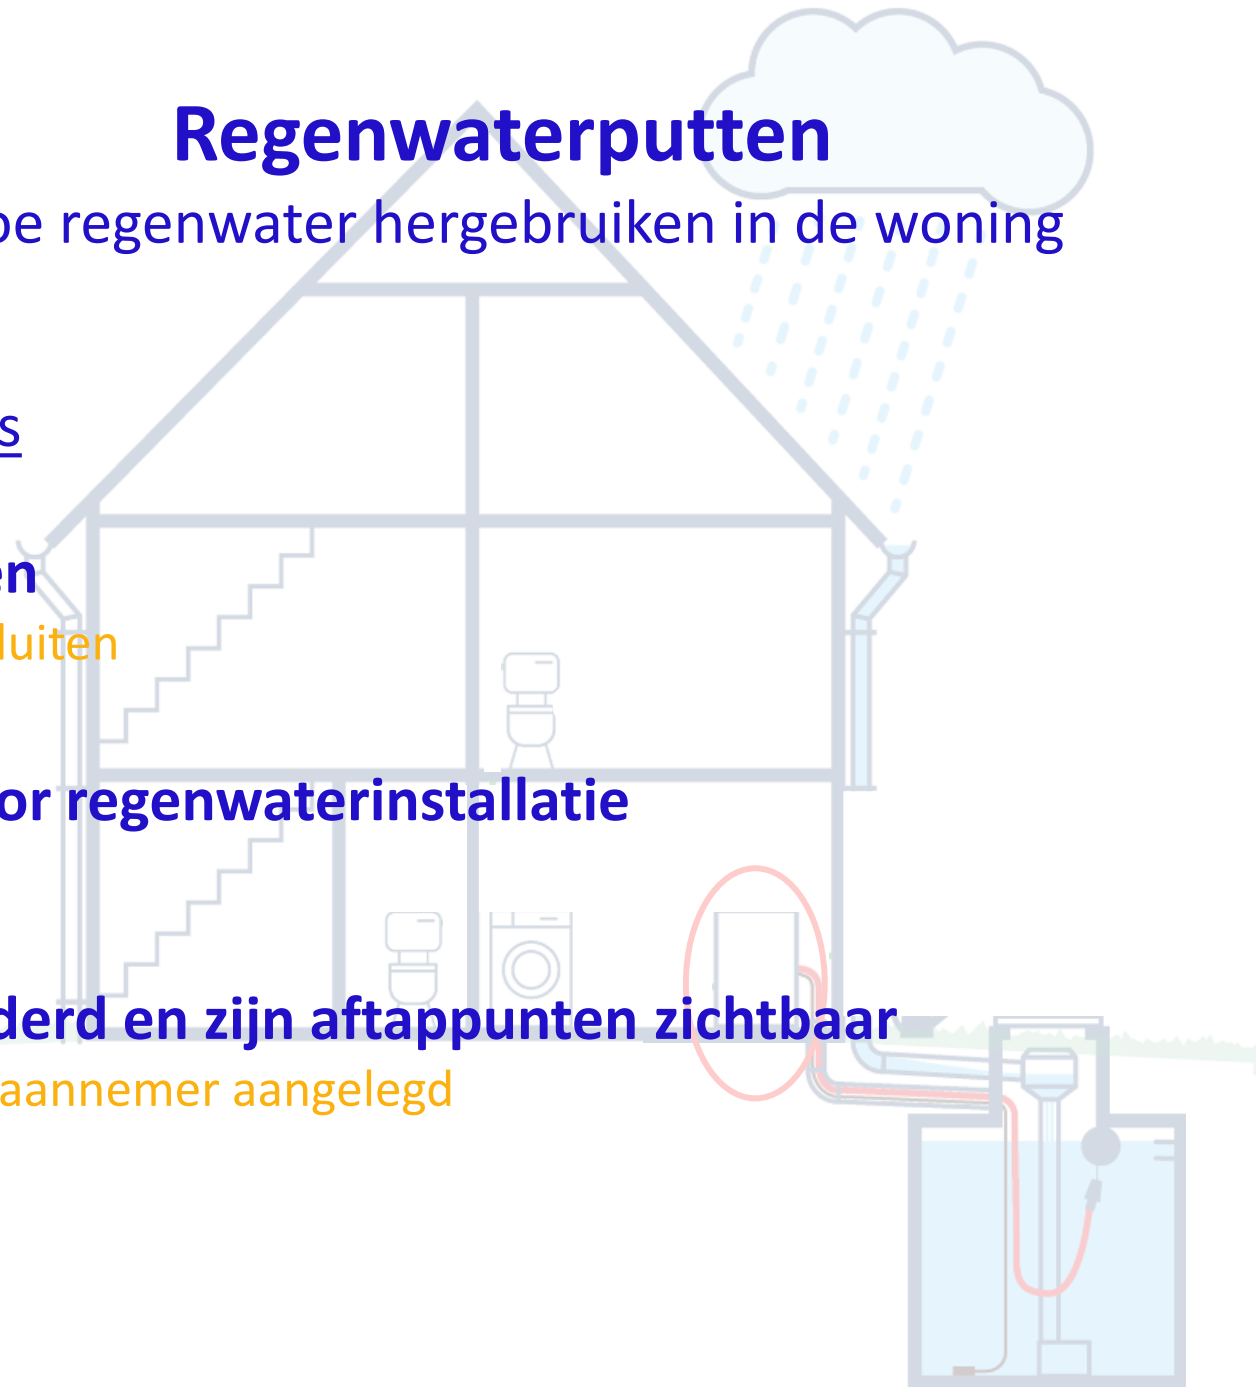 Regenwaterputten
oe regenwater hergebruiken in de woning
s
en
luiten
or regenwaterinstallatie
derd en zijn aftappunten zichtbaar
aannemer aangelegd